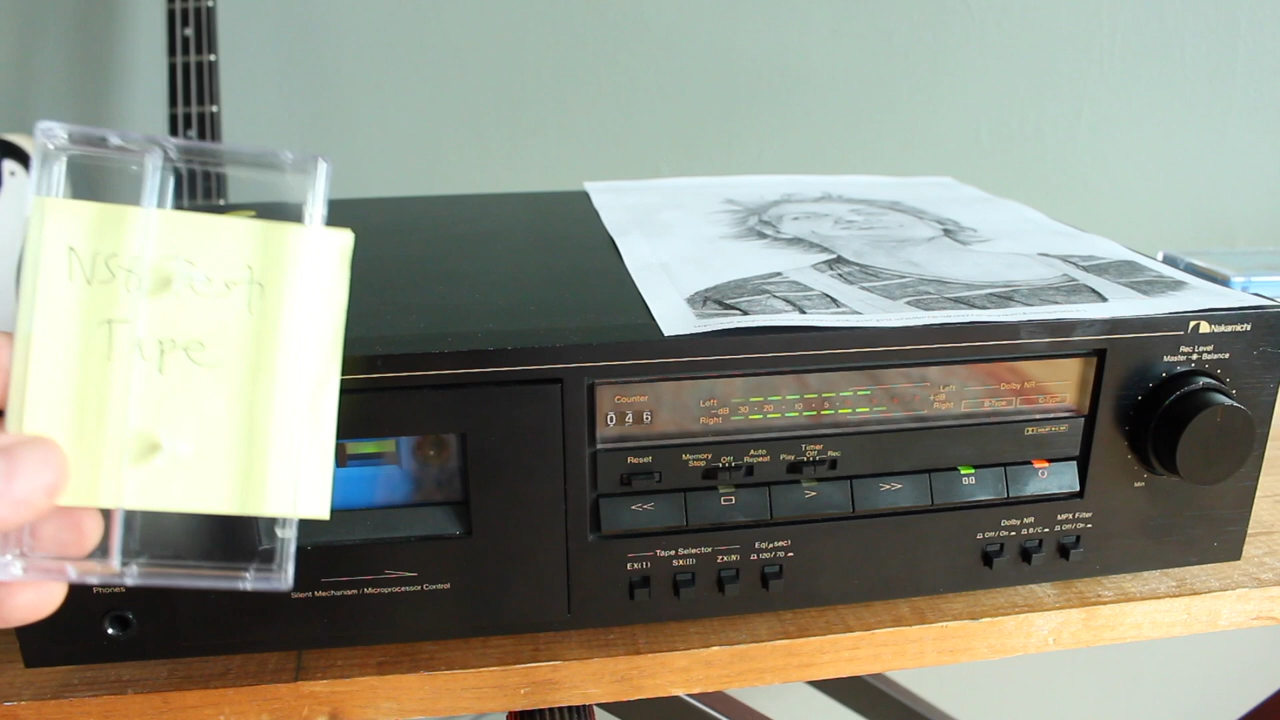 Tape
Nakamichi
Rec Level
Master Balance
Min
Counter
046
Left
-dB 30 · 20 · 10 · 5
Right
Left
+dB
Right
Dolby NR
B-Type C-Type
Reset
Memory
Stop
Off
Auto
Repeat
Timer
Play Off Rec
<< □ > >> 00 O
Tape Selector
EX(I) SX(II) ZX(IV)
Eq(μsec)
120/70
Dolby NR
Off/On B/C
MPX Filter
Off/On
Phones
Silent Mechanism / Microprocessor Control